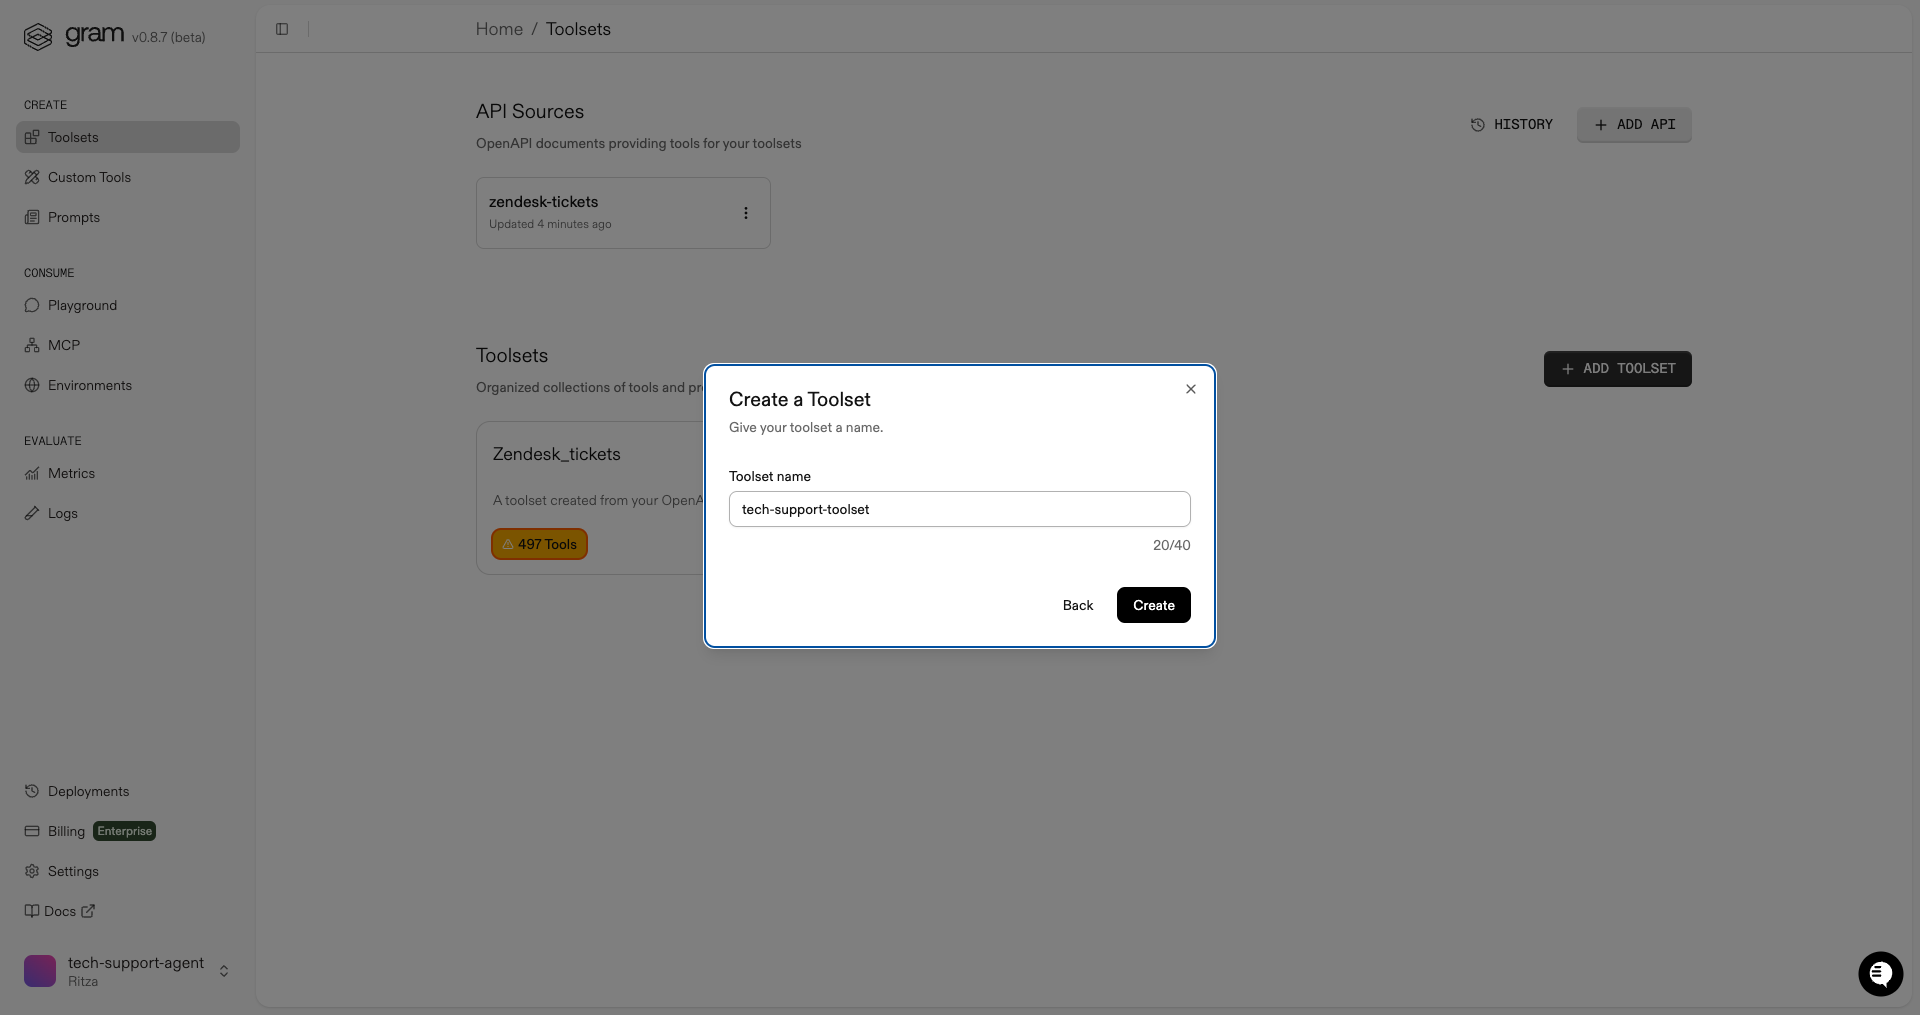 gram v0.8.7 (beta)
CREATE
Toolsets
Custom Tools
Prompts
CONSUME
Playground
MCP
Environments
EVALUATE
Metrics
Logs
Deployments
Billing Enterprise
Settings
Docs
tech-support-agent
Ritza
Home / Toolsets
API Sources
OpenAPI documents providing tools for your toolsets
HISTORY
ADD API
zendesk-tickets
Updated 4 minutes ago
Toolsets
Organized collections of tools and
ADD TOOLSET
Zendesk_tickets
A toolset created from your
497 Tools
Create a Toolset
Give your toolset a name.
Toolset name
tech-support-toolset
20/40
Back Create